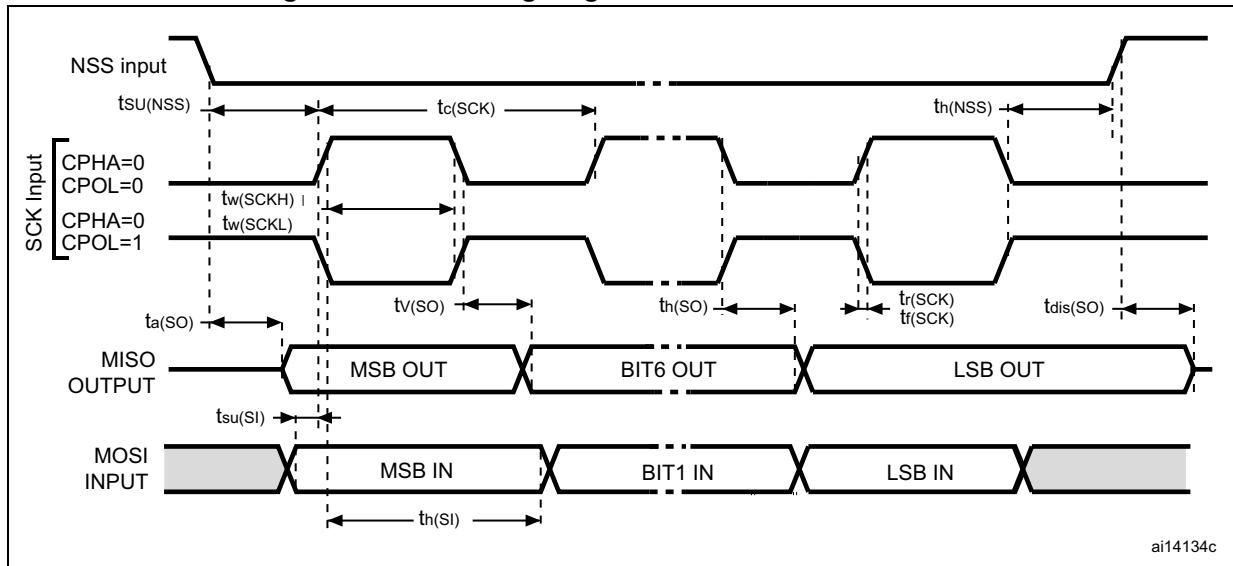 NSS input
tSU(NSS)
tc(SCK)
th(NSS)
SCK Input
CPHA=0
CPOL=0
tw(SCKH)
CPHA=0
CPOL=1
tw(SCKL)
ta(SO)
tV(SO)
th(SO)
tr(SCK)
tf(SCK)
tdis(SO)
MISO
OUTPUT
MSB OUT
BIT6 OUT
LSB OUT
tsu(SI)
MOSI
INPUT
MSB IN
BIT1 IN
LSB IN
th(SI)
ai14134c